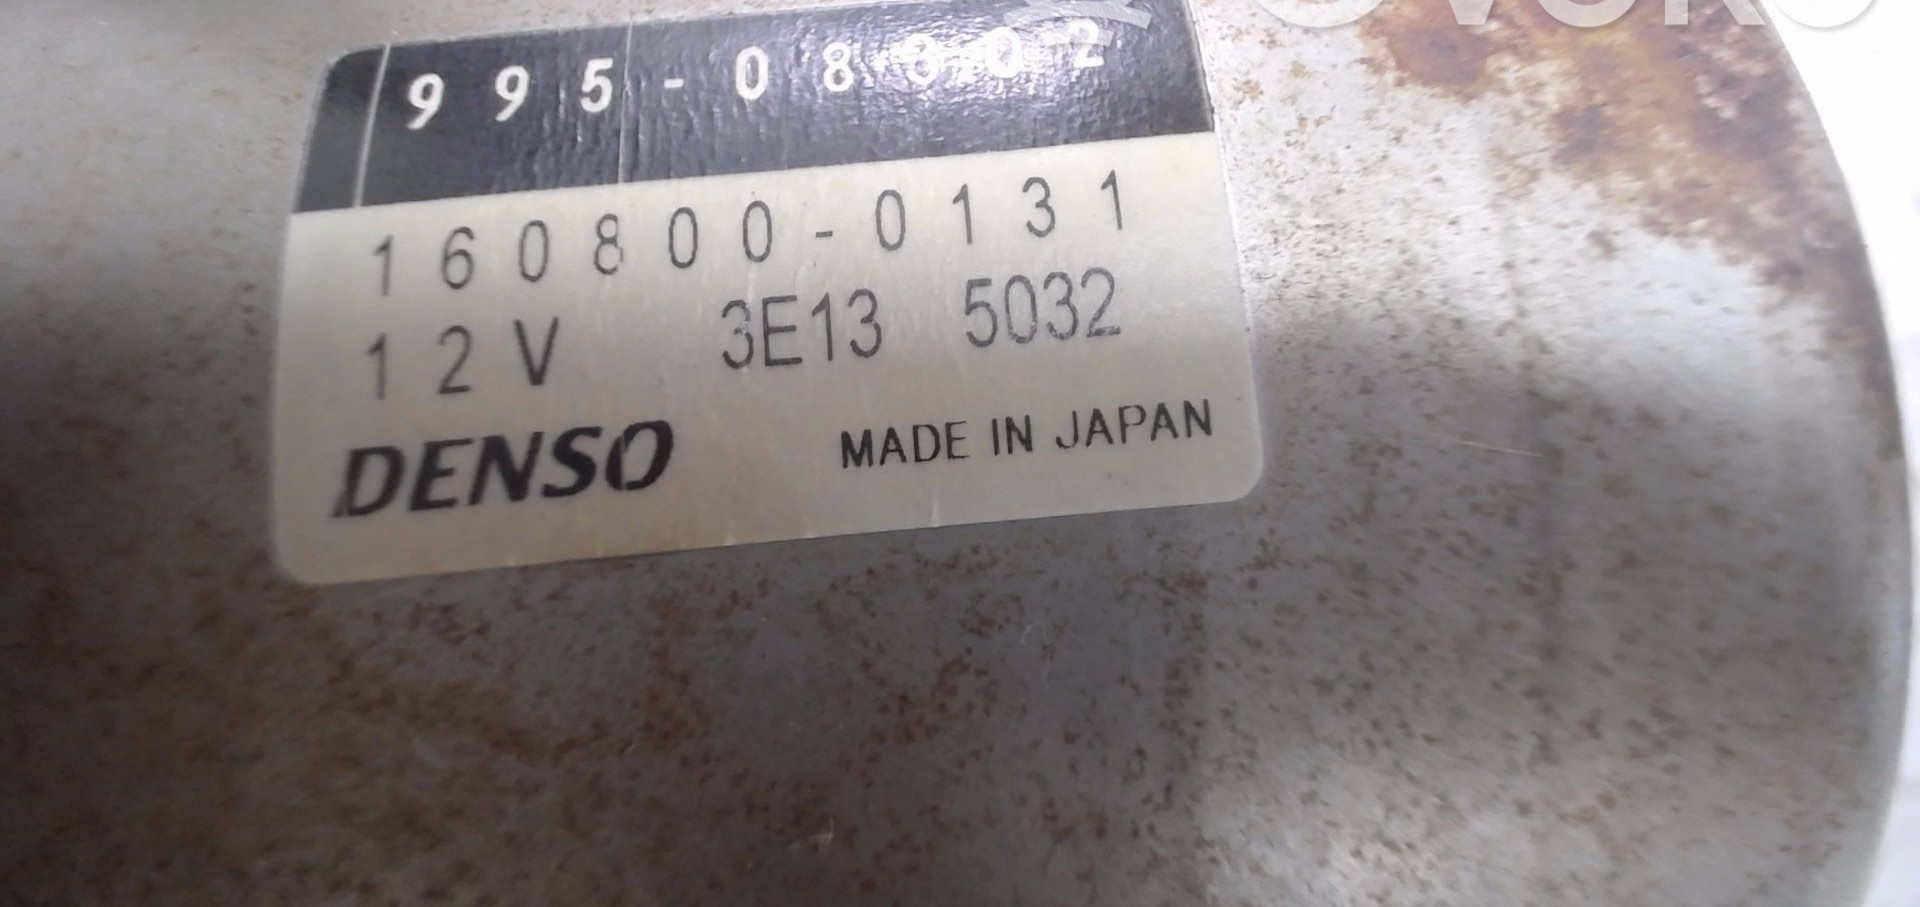 995-08302
160800-0131
12V 3E13 5032
DENSO MADE IN JAPAN